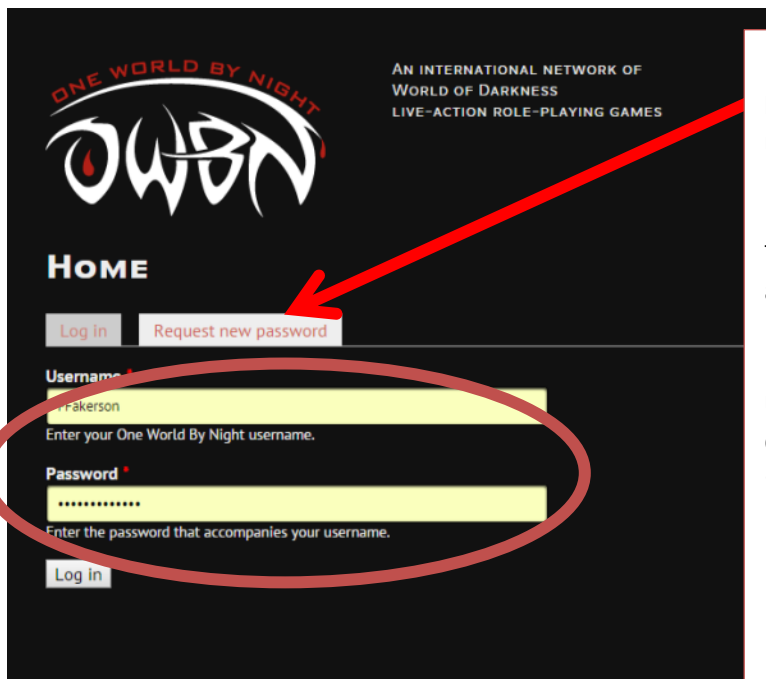 ONE WORLD BY NIGHT
OWBN
AN INTERNATIONAL NETWORK OF
WORLD OF DARKNESS
LIVE-ACTION ROLE-PLAYING GAMES
HOME
Log in
Request new password
Username *
Enter your One World By Night username.
Password *
•••••••••••••
Enter the password that accompanies your username.
Log in